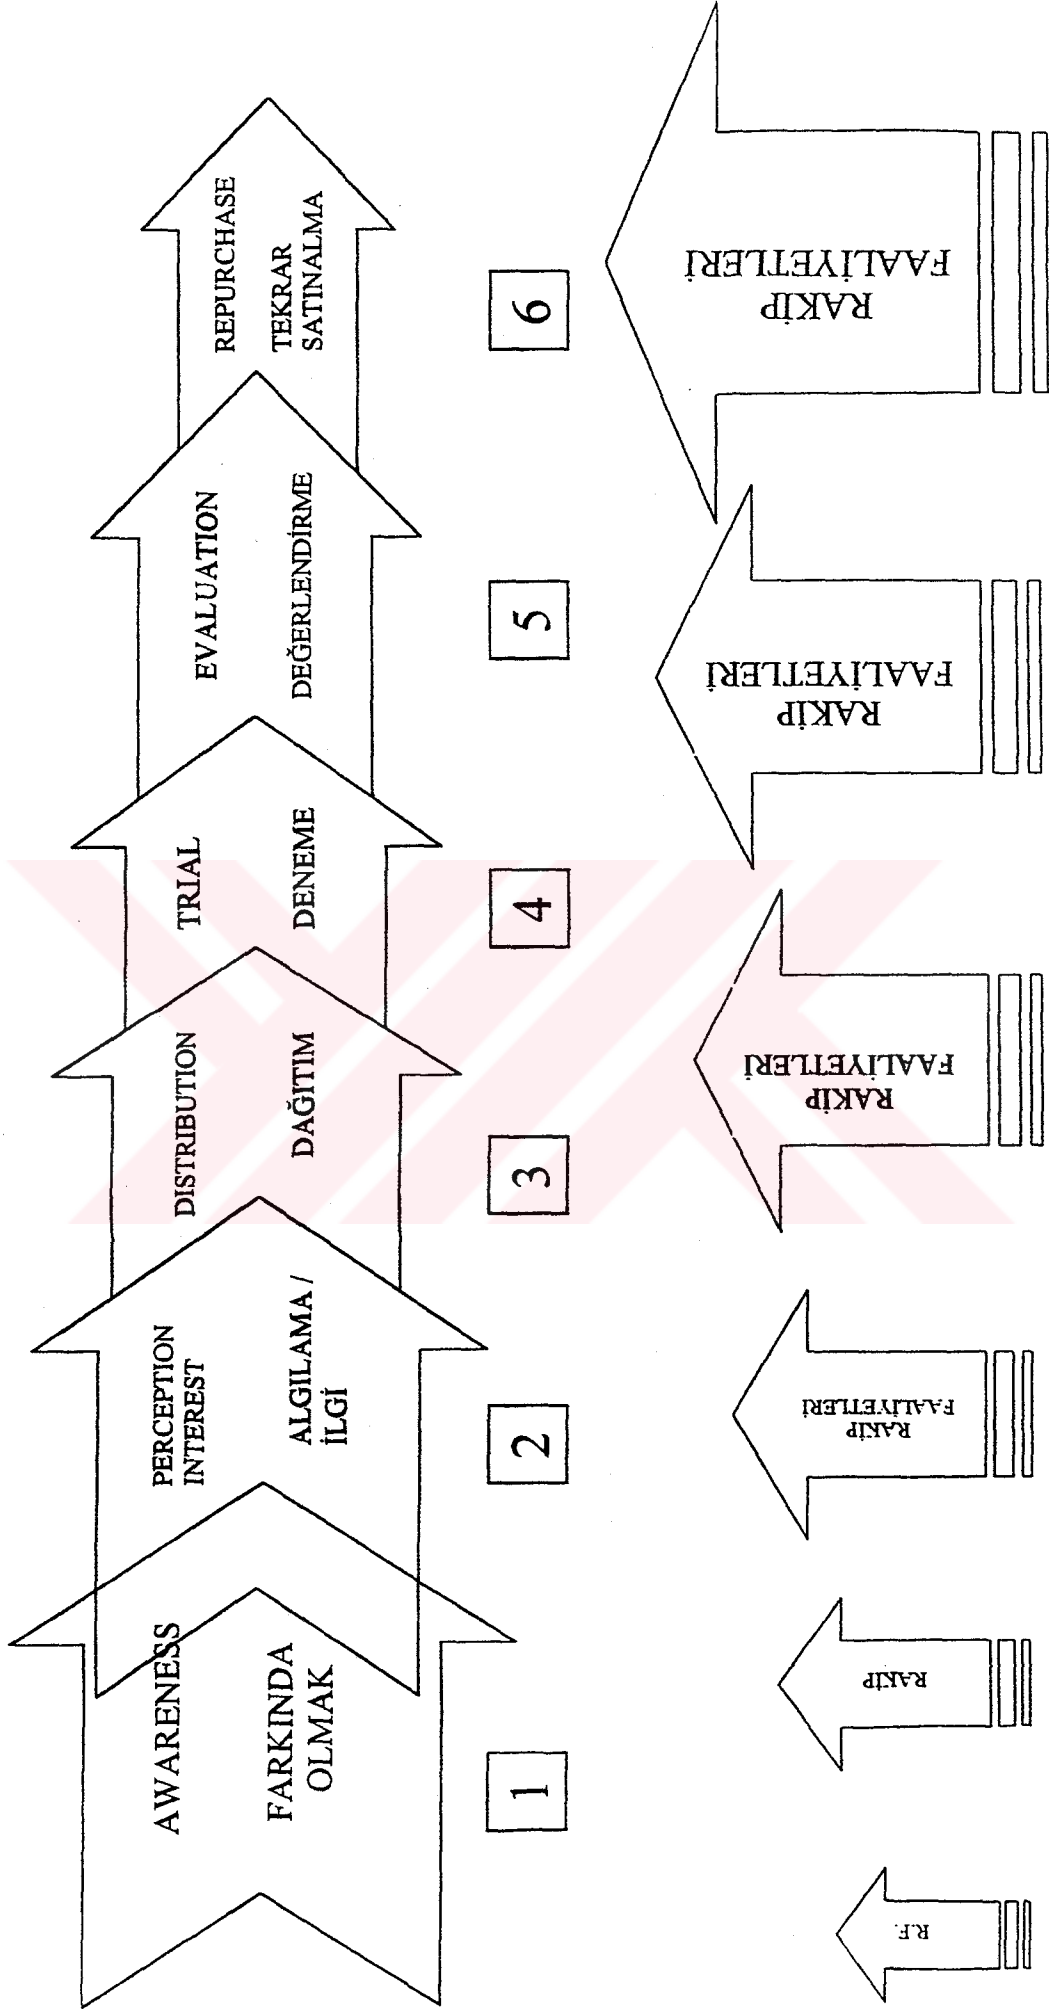 AWARENESS
FARKINDA
OLMAK
PERCEPTION
INTEREST
ALGILAMA /
İLGİ
DISTRIBUTION
DAĞITIM
TRIAL
DENEME
EVALUATION
DEĞERLENDİRME
REPURCHASE
TEKRAR
SATINALMA
1
2
3
4
5
6
R.F.
RAKİP
RAKİP
FAALİYETLERİ
RAKİP
FAALİYETLERİ
RAKİP
FAALİYETLERİ
RAKİP
FAALİYETLERİ